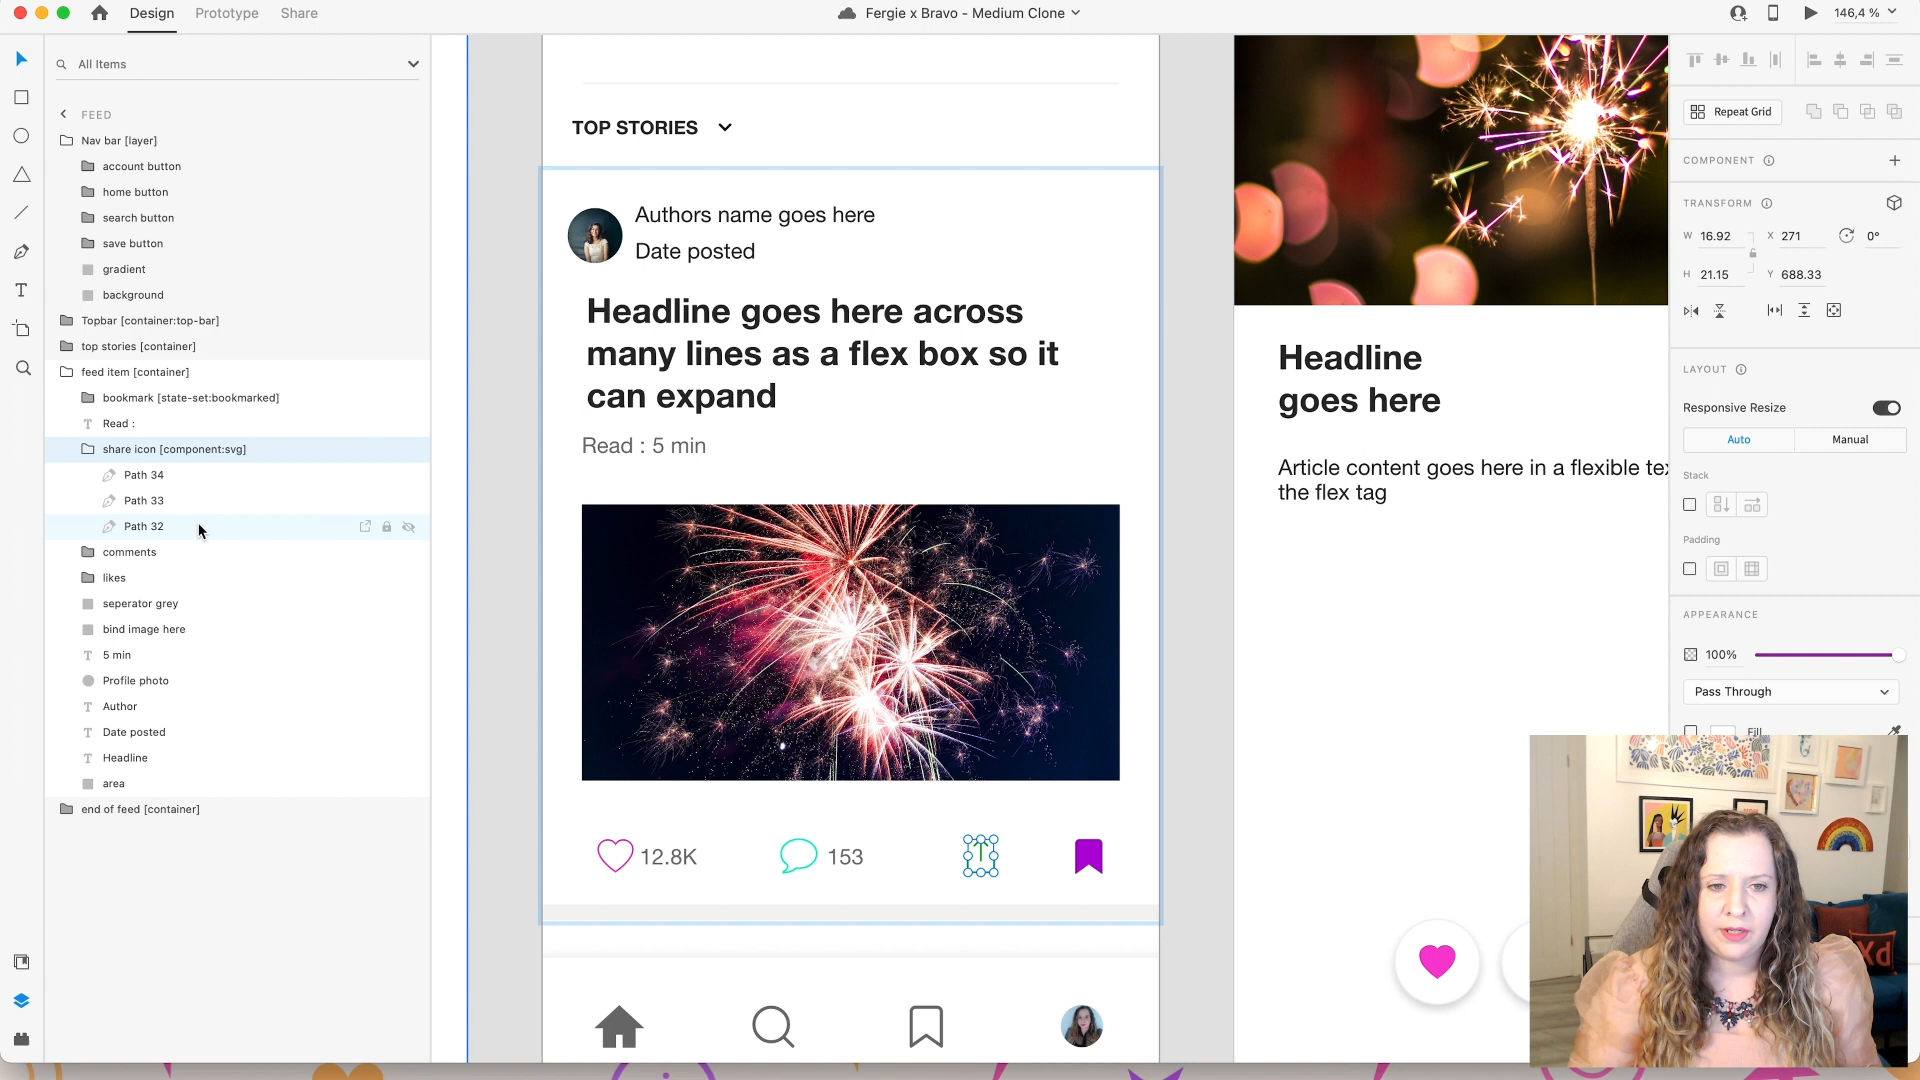 Design
Prototype
Share
Fergie x Bravo - Medium Clone
146,4 %
All Items
FEED
Nav bar [layer]
account button
home button
search button
save button
gradient
background
Topbar [container:top-bar]
top stories [container]
feed item [container]
bookmark [state-set:bookmarked]
T Read :
share icon [component:svg]
Path 34
Path 33
Path 32
comments
likes
seperator grey
bind image here
T 5 min
Profile photo
T Author
T Date posted
T Headline
area
end of feed [container]
TOP STORIES
Authors name goes here
Date posted
Headline goes here across
many lines as a flex box so it
can expand
Read : 5 min
12.8K
153
Headline
goes here
Article content goes here in a flexible te
the flex tag
Repeat Grid
COMPONENT
TRANSFORM
W 16.92
X 271
0°
H 21.15
Y 688.33
LAYOUT
Responsive Resize
Auto
Manual
Stack
Padding
APPEARANCE
100%
Pass Through
Fill
Xd